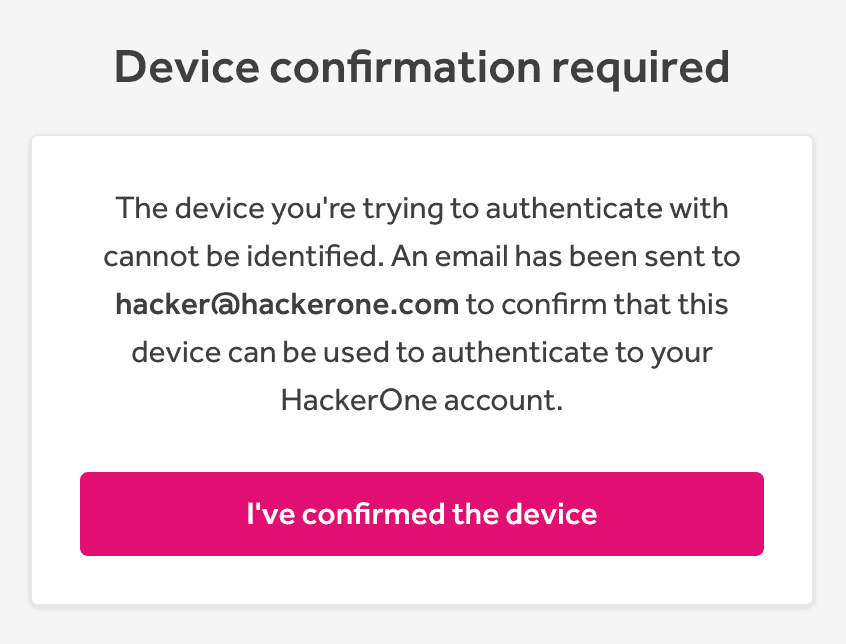 Device confirmation required
The device you're trying to authenticate with
cannot be identified. An email has been sent to
hacker@hackerone.com to confirm that this
device can be used to authenticate to your
HackerOne account.
I've confirmed the device